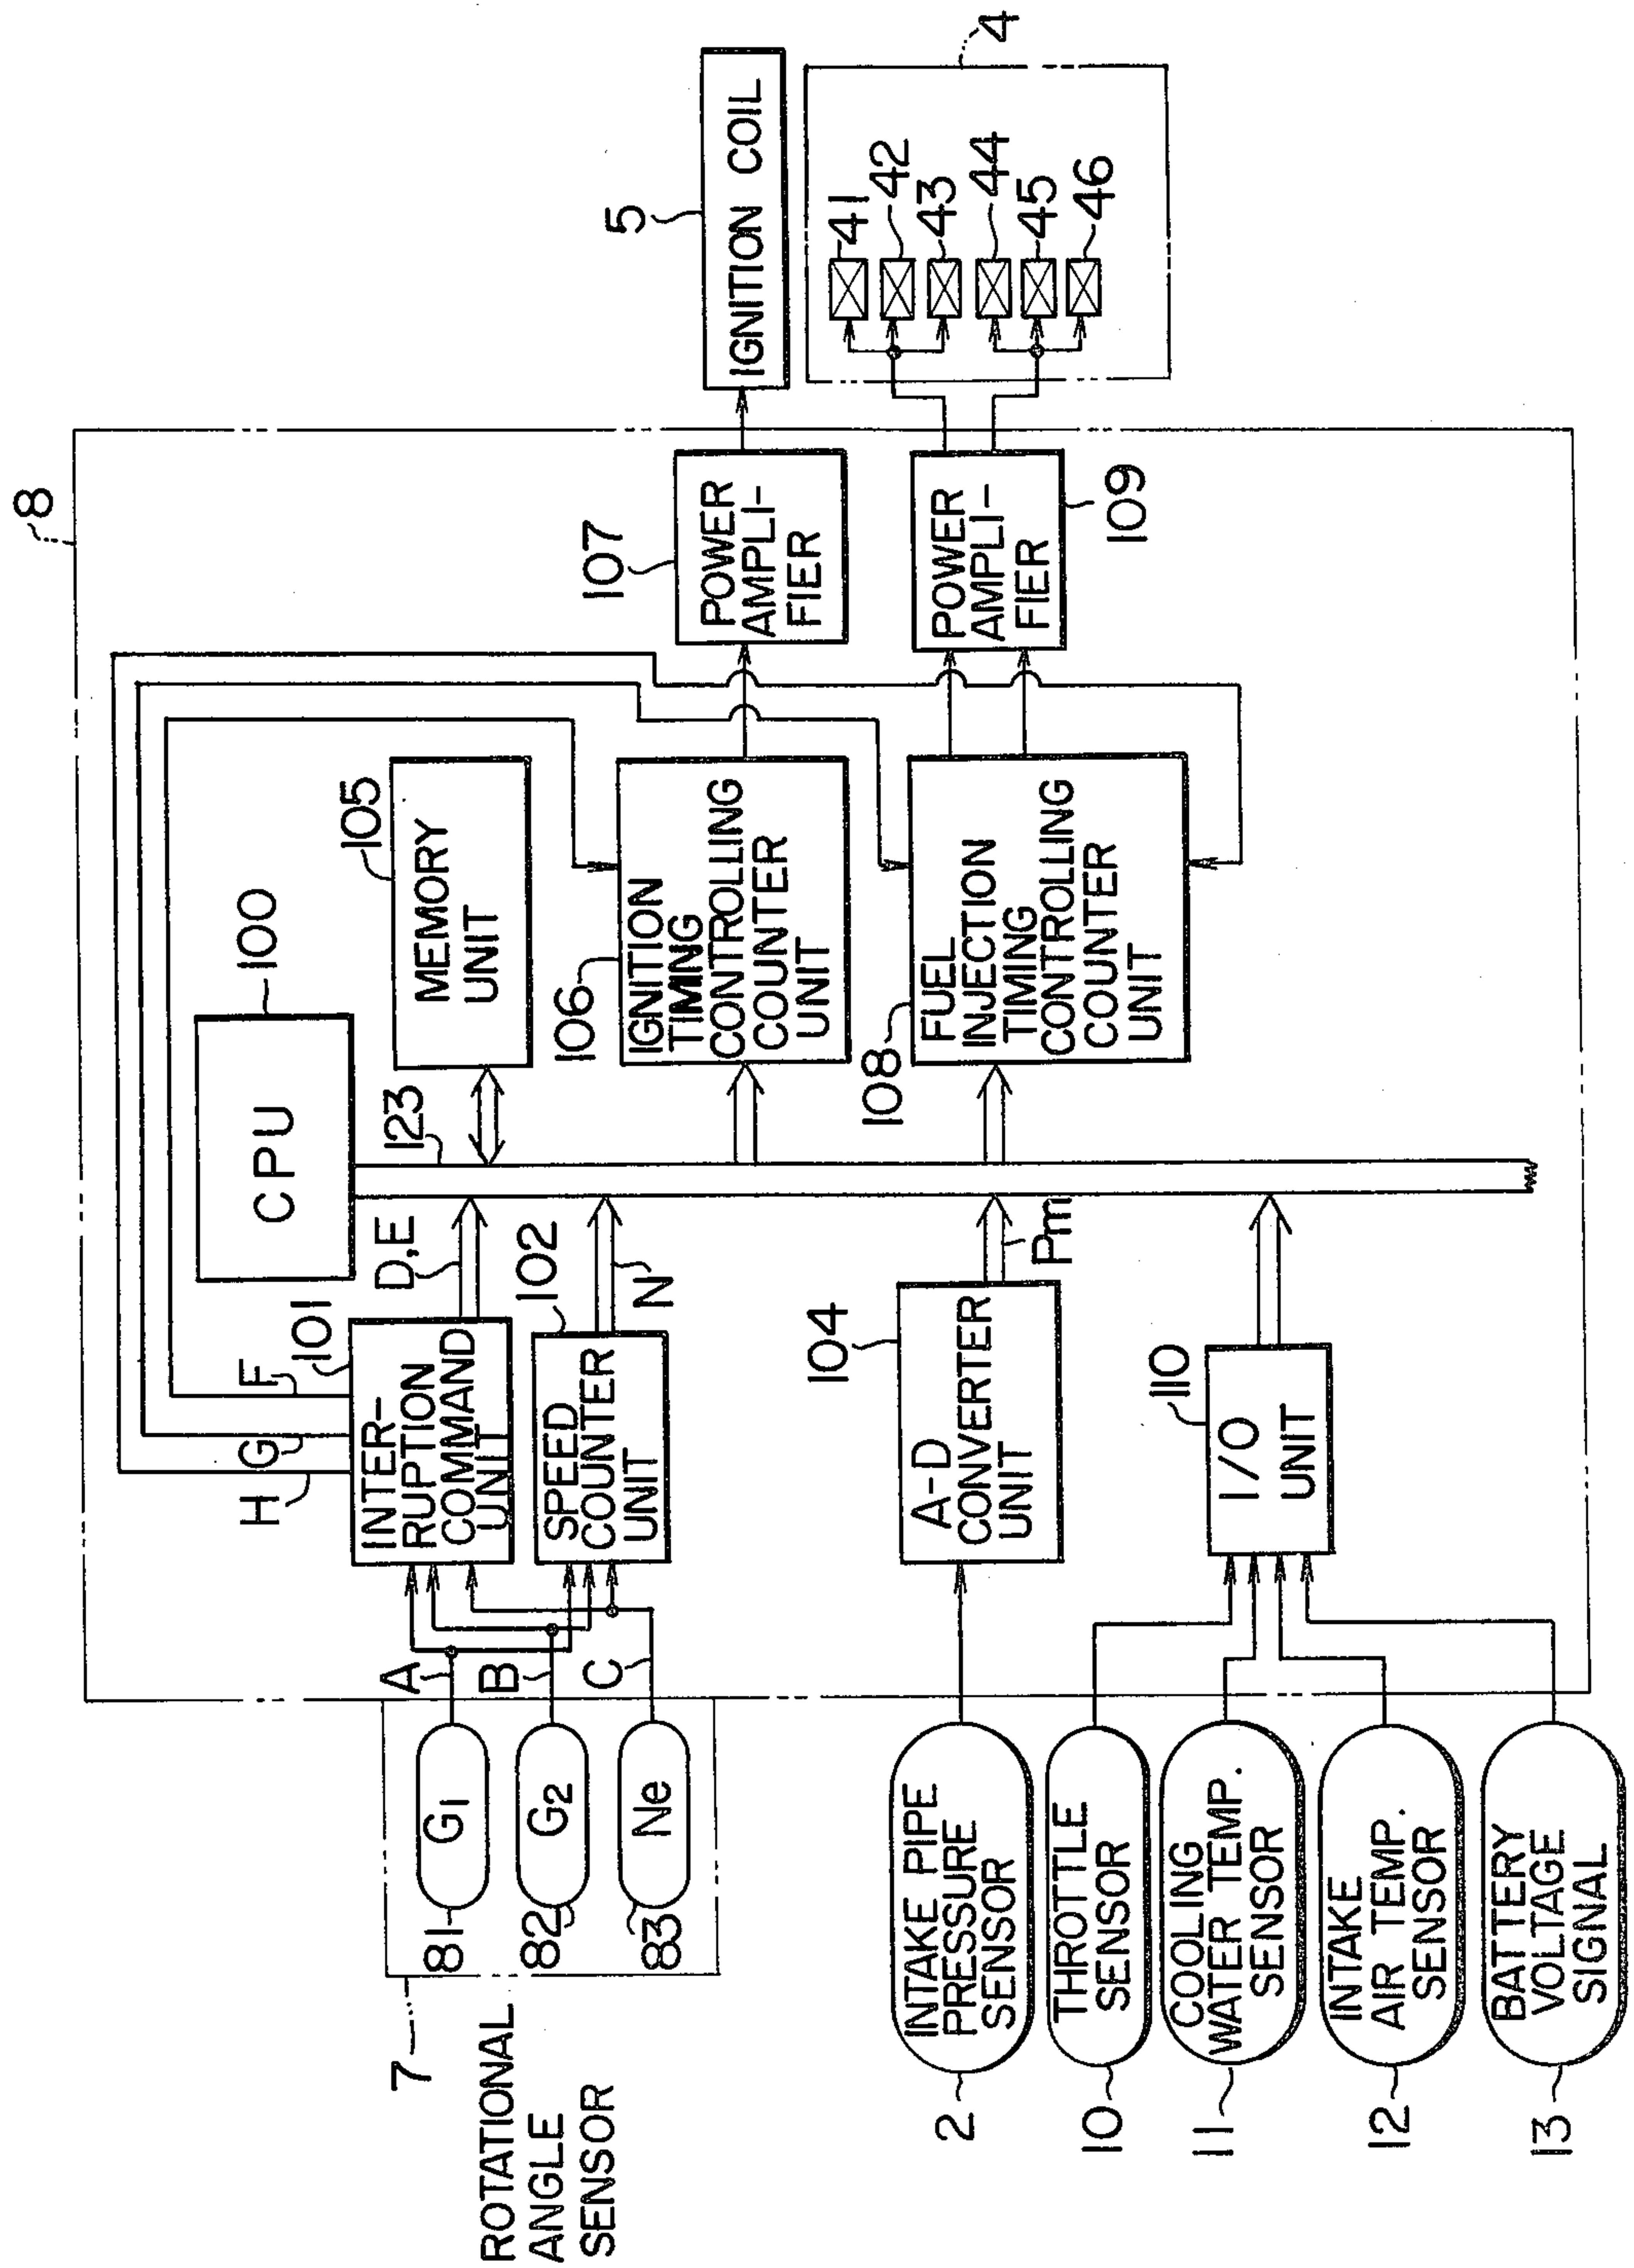 8
CPU
100
123
H
G
F
101
INTER-
RUPTION
COMMAND
UNIT
D,E
105
MEMORY
UNIT
A
B
C
102
SPEED
COUNTER
UNIT
N
106
IGNITION
TIMING
CONTROLLING
COUNTER
UNIT
107
POWER
AMPLI-
FIER
5
IGNITION COIL
7
ROTATIONAL
ANGLE
SENSOR
81
G1
82
G2
83
Ne
104
A-D
CONVERTER
UNIT
Pm
108
FUEL
INJECTION
TIMING
CONTROLLING
COUNTER
UNIT
POWER
AMPLI-
FIER
109
4
41
42
43
44
45
46
110
I/O
UNIT
2
INTAKE PIPE
PRESSURE
SENSOR
10
THROTTLE
SENSOR
11
COOLING
WATER TEMP.
SENSOR
12
INTAKE
AIR TEMP.
SENSOR
13
BATTERY
VOLTAGE
SIGNAL